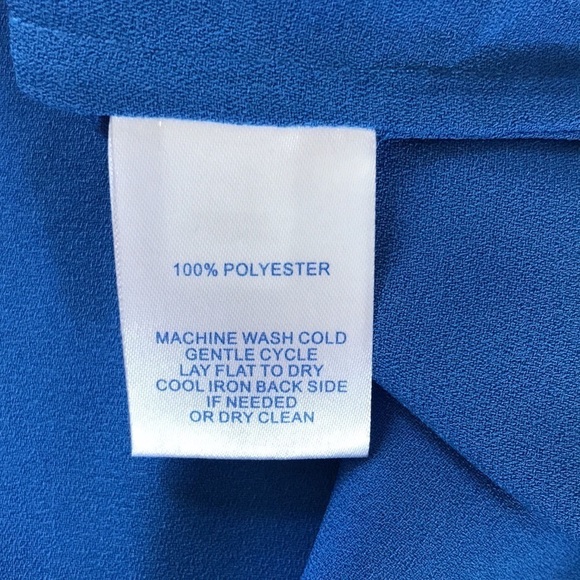 100% POLYESTER
MACHINE WASH COLD
GENTLE CYCLE
LAY FLAT TO DRY
COOL IRON BACK SIDE
IF NEEDED
OR DRY CLEAN